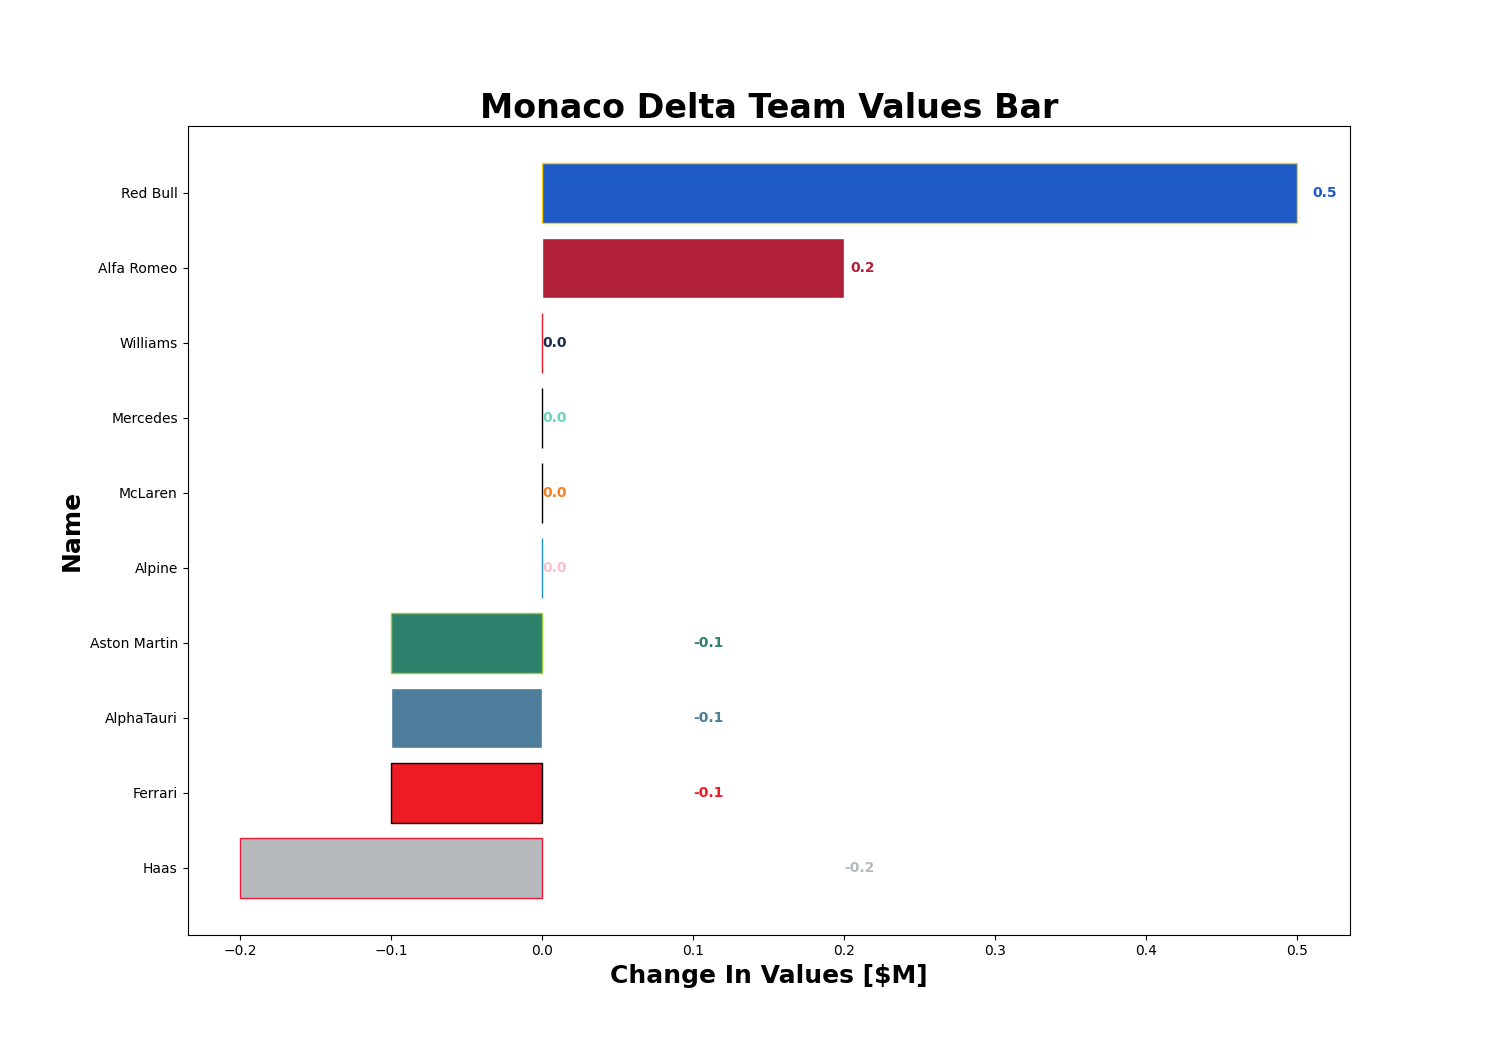 Monaco Delta Team Values Bar
Red Bull 0.5
Alfa Romeo 0.2
Williams 0.0
Mercedes 0.0
McLaren 0.0
Alpine 0.0
Aston Martin -0.1
AlphaTauri -0.1
Ferrari -0.1
Haas -0.2
Name
−0.2 −0.1 0.0 0.1 0.2 0.3 0.4 0.5
Change In Values [$M]